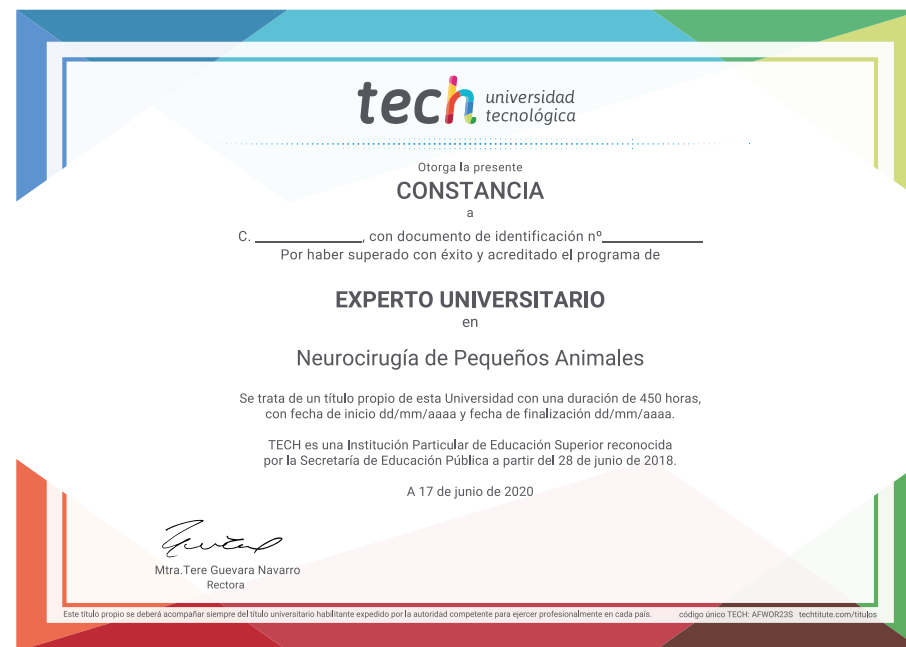 tech universidad
tecnológica
Otorga la presente
CONSTANCIA
a
C. ____________, con documento de identificación nº____________
Por haber superado con éxito y acreditado el programa de
EXPERTO UNIVERSITARIO
en
Neurocirugía de Pequeños Animales
Se trata de un título propio de esta Universidad con una duración de 450 horas,
con fecha de inicio dd/mm/aaaa y fecha de finalización dd/mm/aaaa.
TECH es una Institución Particular de Educación Superior reconocida
por la Secretaría de Educación Pública a partir del 28 de junio de 2018.
A 17 de junio de 2020
Mtra.Tere Guevara Navarro
Rectora
Este título propio se deberá acompañar siempre del título universitario habilitante expedido por la autoridad competente para ejercer profesionalmente en cada país. código único TECH: AFWOR23S techtitute.com/títulos